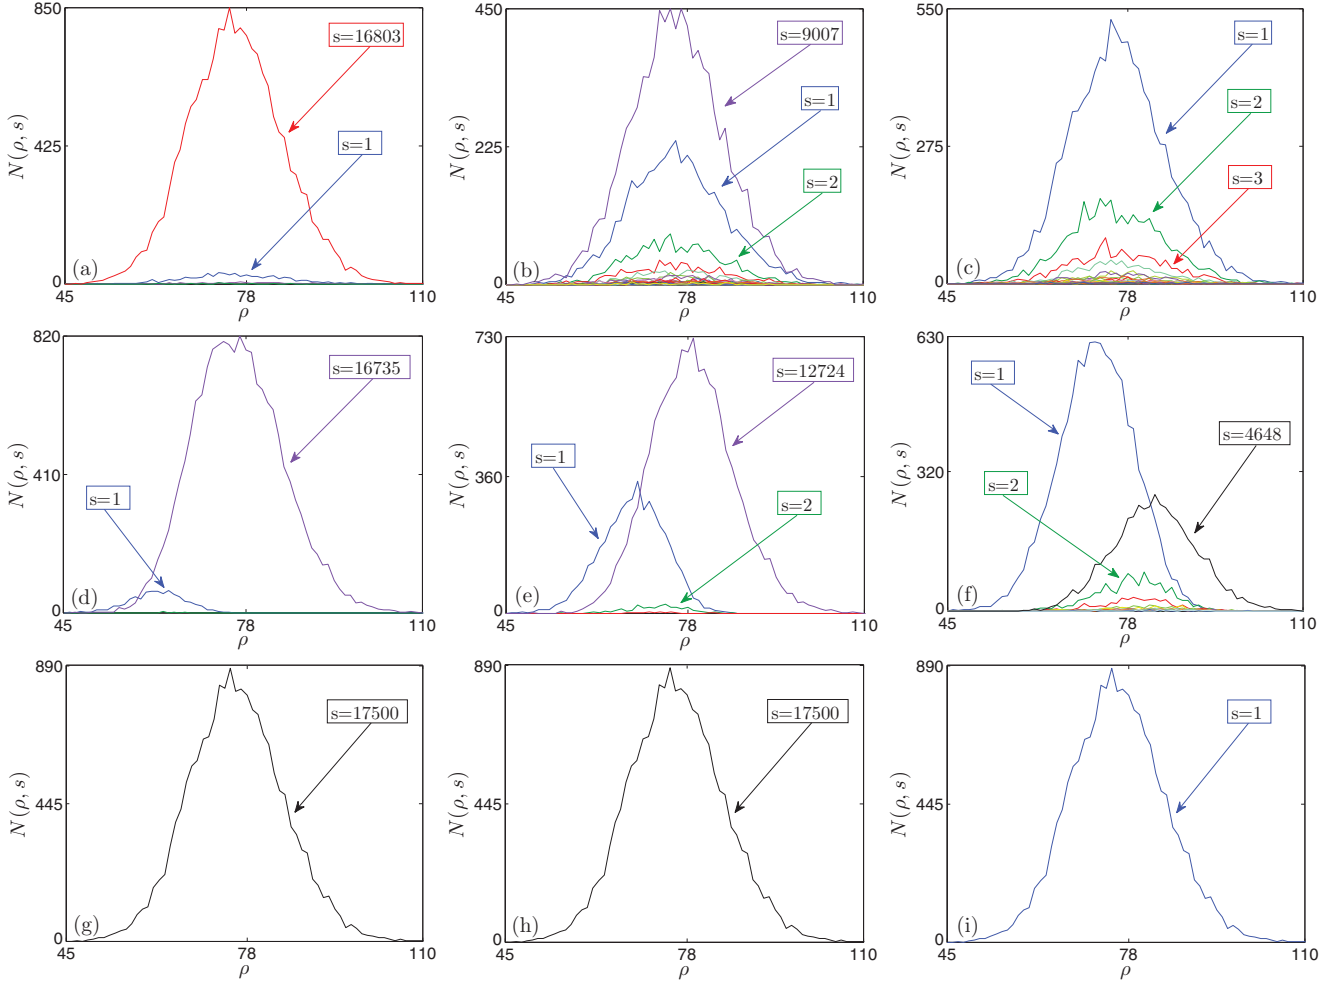 850
425
0
N(ρ, s)
s=16803
s=1
(a)
45
78
110
ρ
450
225
0
N(ρ, s)
s=9007
s=1
s=2
(b)
45
78
110
ρ
550
275
0
N(ρ, s)
s=1
s=2
s=3
(c)
45
78
110
ρ
820
410
0
N(ρ, s)
s=16735
s=1
(d)
45
78
110
ρ
730
360
0
N(ρ, s)
s=12724
s=1
s=2
(e)
45
78
110
ρ
630
320
0
N(ρ, s)
s=1
s=4648
s=2
(f)
45
78
110
ρ
890
445
0
N(ρ, s)
s=17500
(g)
45
78
110
ρ
890
445
0
N(ρ, s)
s=17500
(h)
45
78
110
ρ
890
445
0
N(ρ, s)
s=1
(i)
45
78
110
ρ